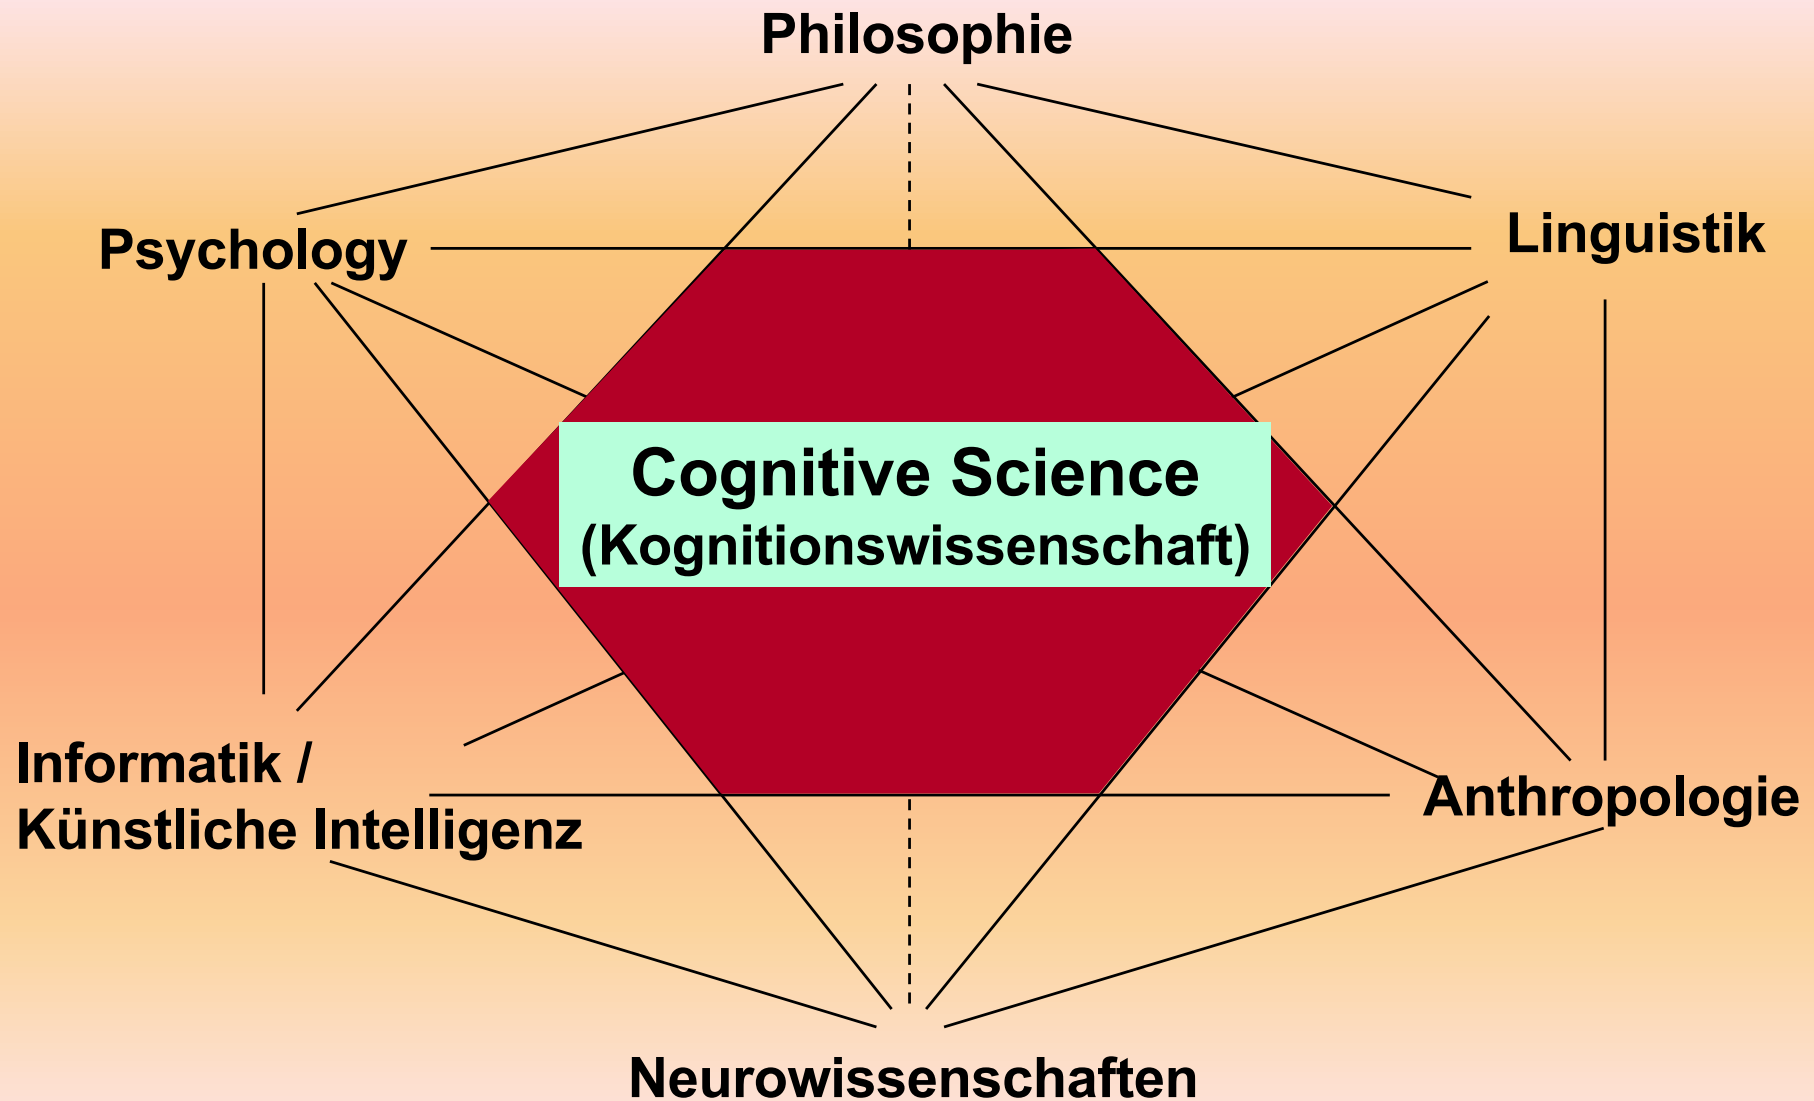 Philosophie
Psychology
Linguistik
Cognitive Science
(Kognitionswissenschaft)
Informatik /
Künstliche Intelligenz
Anthropologie
Neurowissenschaften